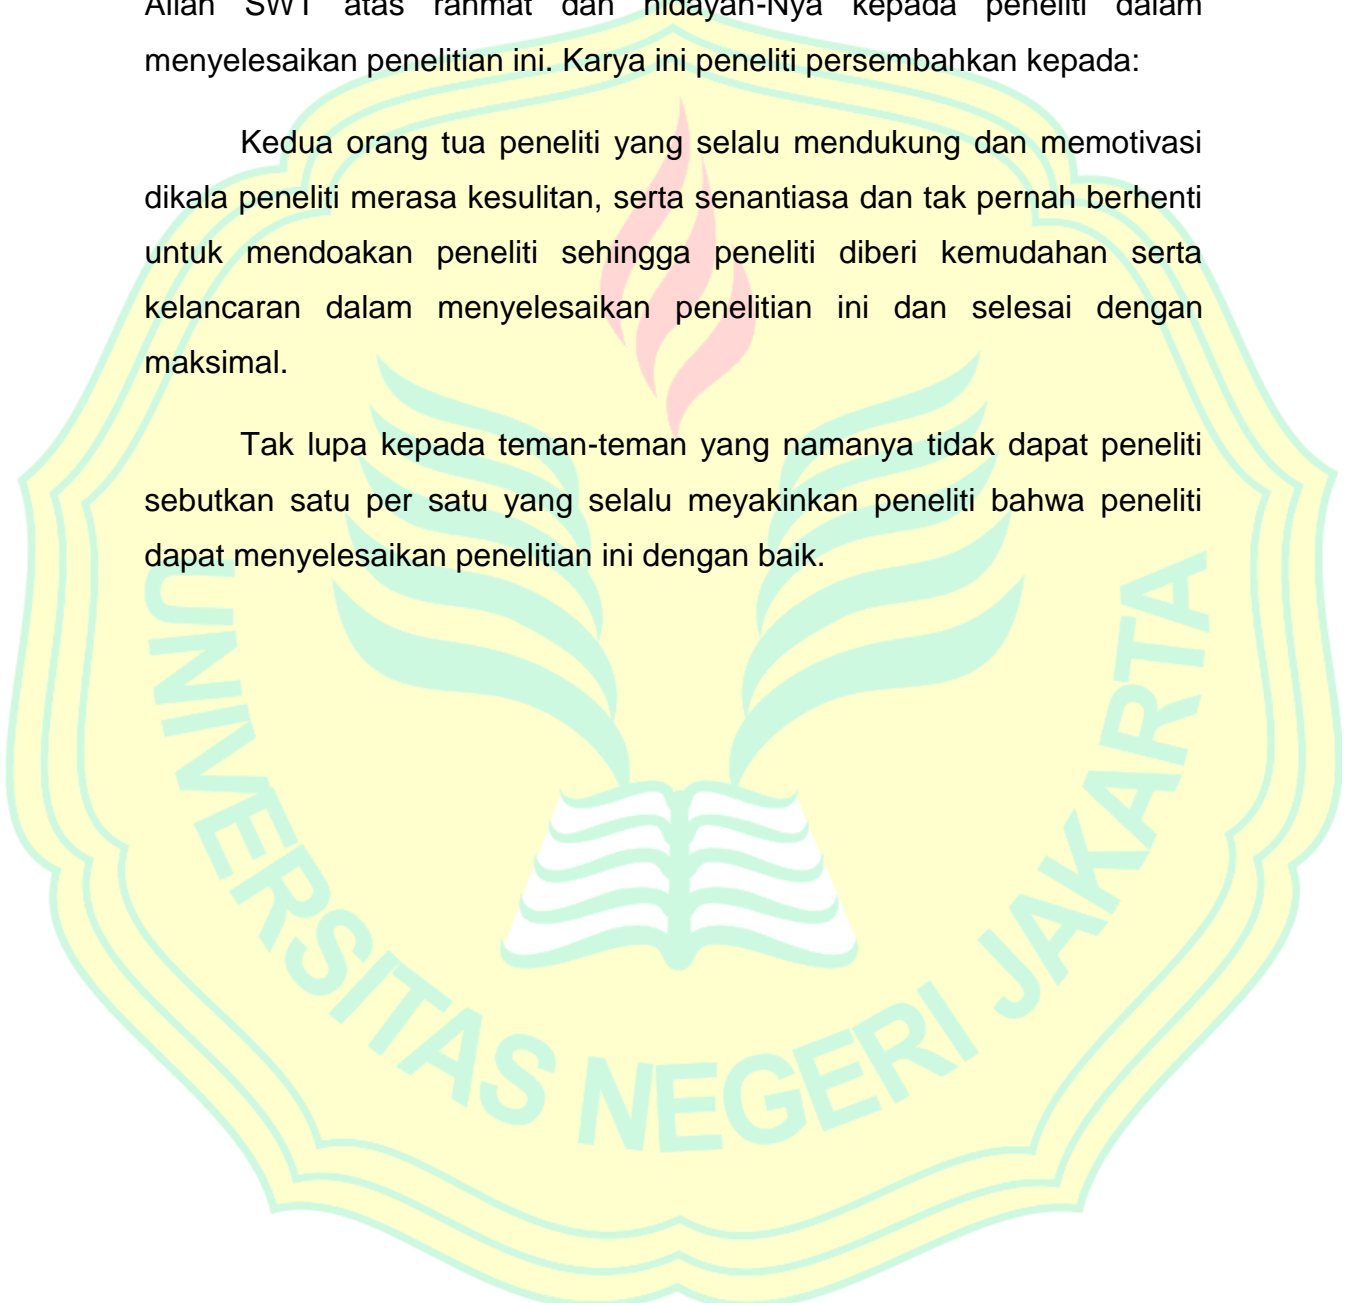 Allah SWT atas rahmat dan hidayah-Nya kepada peneliti dalam
menyelesaikan penelitian ini. Karya ini peneliti persembahkan kepada:
Kedua orang tua peneliti yang selalu mendukung dan memotivasi
dikala peneliti merasa kesulitan, serta senantiasa dan tak pernah berhenti
untuk mendoakan peneliti sehingga peneliti diberi kemudahan serta
kelancaran dalam menyelesaikan penelitian ini dan selesai dengan
maksimal.
Tak lupa kepada teman-teman yang namanya tidak dapat peneliti
sebutkan satu per satu yang selalu meyakinkan peneliti bahwa peneliti
dapat menyelesaikan penelitian ini dengan baik.
UNIVERSITAS NEGERI JAKARTA